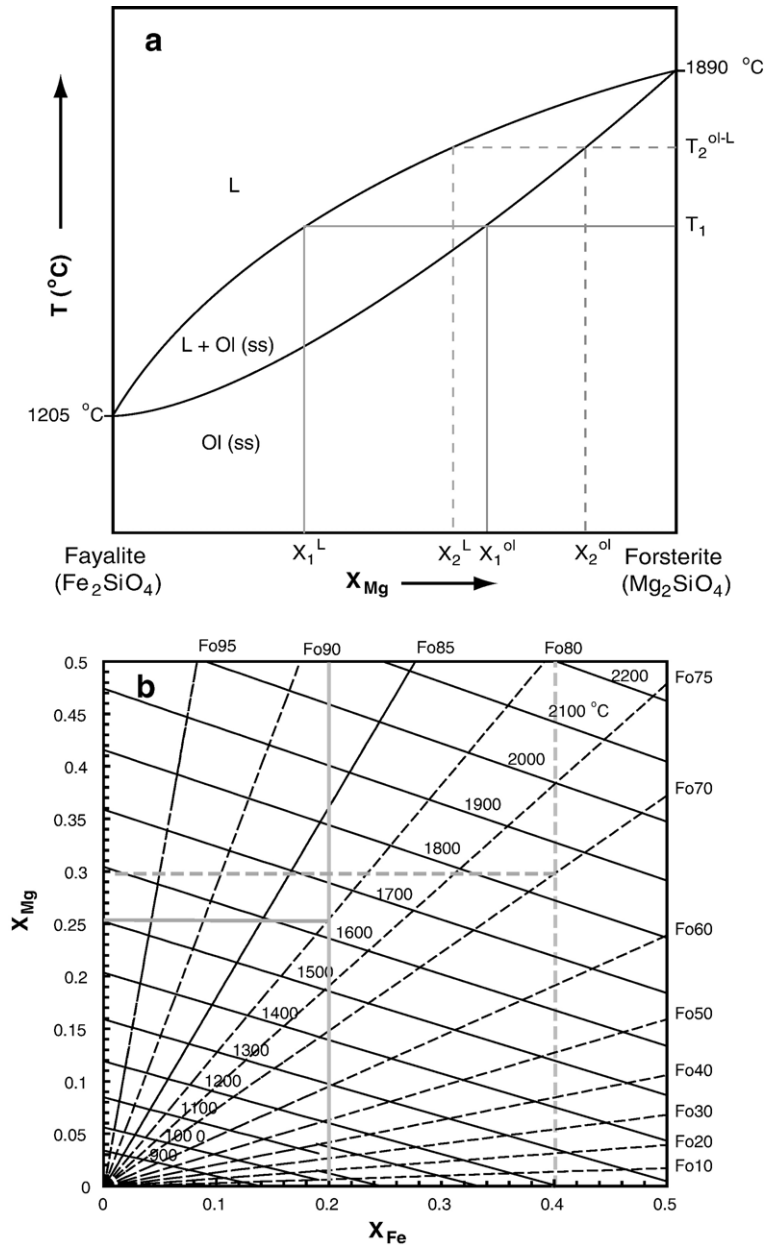 a
1890 °C
T₂ᵒˡ⁻ᴸ
L
T₁
T (°C)
L + Ol (ss)
1205 °C
Ol (ss)
X₁ᴸ X₂ᴸ X₁ᵒˡ X₂ᵒˡ
Fayalite
(Fe₂SiO₄)
X_Mg
Forsterite
(Mg₂SiO₄)
Fo95 Fo90 Fo85 Fo80
b
0.5
0.45
0.4
0.35
0.3
0.25
0.2
0.15
0.1
0.05
0
X_Mg
2200
2100 °C
2000
1900
1800
1700
1600
1500
1400
1300
1200
1100
100 0
900
Fo75
Fo70
Fo60
Fo50
Fo40
Fo30
Fo20
Fo10
0 0.1 0.2 0.3 0.4 0.5
X_Fe